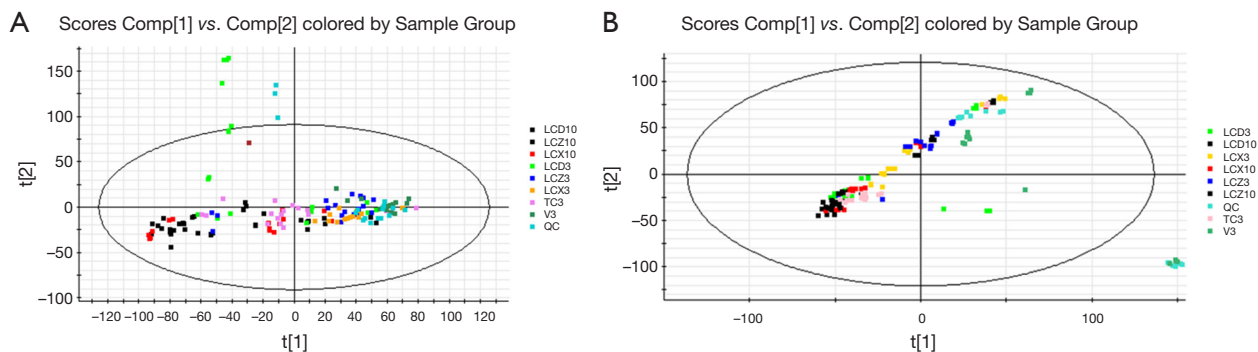 A
Scores Comp[1] vs. Comp[2] colored by Sample Group
150
100
50
0
−50
−100
t[2]
−120 −100 −80 −60 −40 −20 0 20 40 60 80 100 120
t[1]
LCD10
LCZ10
LCX10
LCD3
LCZ3
LCX3
TC3
V3
QC
B
Scores Comp[1] vs. Comp[2] colored by Sample Group
100
50
0
−50
−100
t[2]
−100 0 100
t[1]
LCD3
LCD10
LCX3
LCX10
LCZ3
LCZ10
QC
TC3
V3